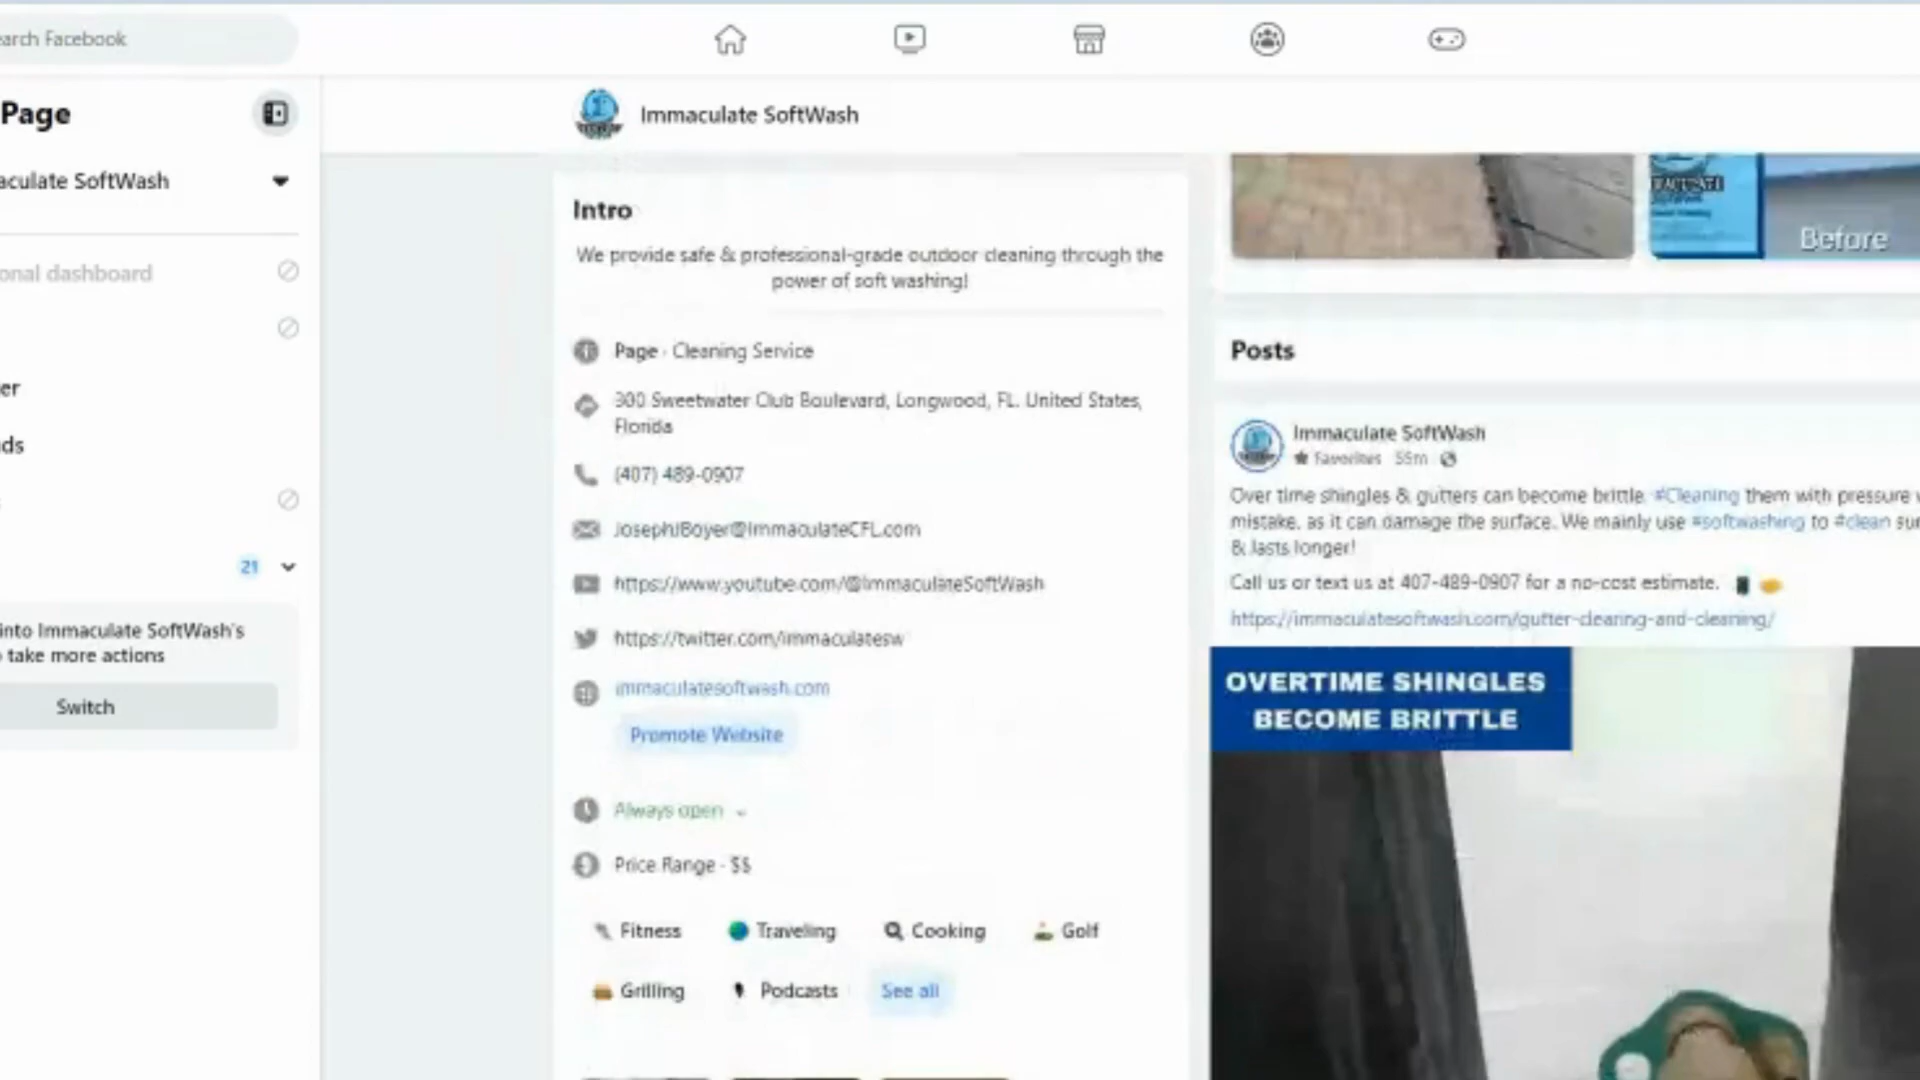 arch Facebook
Page
Immaculate SoftWash
aculate SoftWash
onal dashboard
er
ds
21
into Immaculate SoftWash's
take more actions
Switch
Intro
We provide safe & professional-grade outdoor cleaning through the
power of soft washing!
Page · Cleaning Service
300 Sweetwater Club Boulevard, Longwood, FL. United States,
Florida
(407) 489-0907
JosephJBoyer@ImmaculateCFL.com
https://www.youtube.com/@ImmaculateSoftWash
https://twitter.com/immaculatesw
immaculatesoftwash.com
Promote Website
Always open
Price Range · $$
Fitness
Traveling
Cooking
Golf
Grilling
Podcasts
See all
Before
Posts
Immaculate SoftWash
Favorites 55m
Over time shingles & gutters can become brittle. #Cleaning them with pressure
mistake, as it can damage the surface. We mainly use #softwashing to #clean sur
& lasts longer!
Call us or text us at 407-489-0907 for a no-cost estimate.
https://immaculatesoftwash.com/gutter-clearing-and-cleaning/
OVERTIME SHINGLES
BECOME BRITTLE